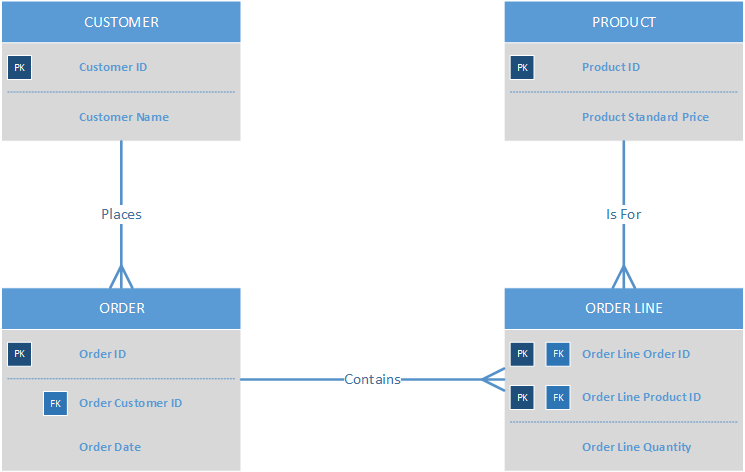 CUSTOMER
PK Customer ID
Customer Name
PRODUCT
PK Product ID
Product Standard Price
Places
Is For
ORDER
PK Order ID
FK Order Customer ID
Order Date
Contains
ORDER LINE
PK FK Order Line Order ID
PK FK Order Line Product ID
Order Line Quantity